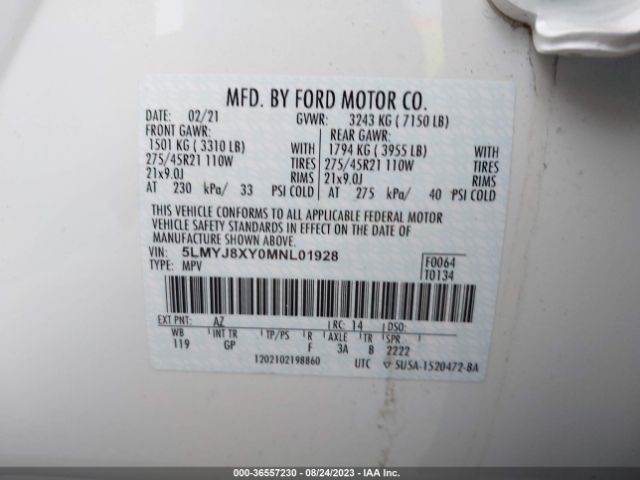 MFD. BY FORD MOTOR CO.
DATE: 02/21 GVWR: 3243 KG ( 7150 LB)
FRONT GAWR: REAR GAWR:
1501 KG ( 3310 LB) WITH 1794 KG ( 3955 LB) WITH
275/45R21 110W TIRES 275/45R21 110W TIRES
21x9.0J RIMS 21x9.0J RIMS
AT 230 kPa/ 33 PSI COLD AT 275 kPa/ 40 PSI COLD
THIS VEHICLE CONFORMS TO ALL APPLICABLE FEDERAL MOTOR
VEHICLE SAFETY STANDARDS IN EFFECT ON THE DATE OF
MANUFACTURE SHOWN ABOVE.
VIN: 5LMYJ8XY0MNL01928 F0064
TYPE: MPV T0134
EXT PNT: AZ RC: 14 DSO:
WB INT TR TP/PS R AXLE TR SPR
119 GP F 3A B 2222
1202102198860 UTC ▽ 5U5A-1520472-BA
000-36557230 - 08/24/2023 - IAA Inc.